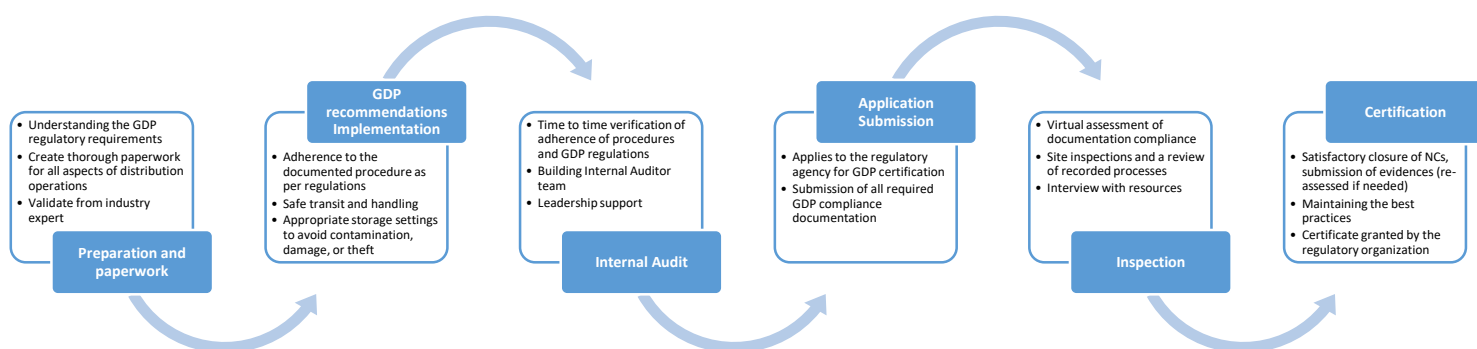 • Understanding the GDP
regulatory requirements
• Create thorough paperwork
for all aspects of distribution
operations
• Validate from industry
expert
Preparation and
paperwork
GDP
recommendations
Implementation
• Adherence to the
documented procedure as
per regulations
• Safe transit and handling
• Appropriate storage settings
to avoid contamination,
damage, or theft
• Time to time verification of
adherence of procedures
and GDP regulations
• Building Internal Auditor
team
• Leadership support
Internal Audit
Application
Submission
• Applies to the regulatory
agency for GDP certification
• Submission of all required
GDP compliance
documentation
• Virtual assessment of
documentation compliance
• Site inspections and a review
of recorded processes
• Interview with resources
Inspection
Certification
• Satisfactory closure of NCs,
submission of evidences (re-
assessed if needed)
• Maintaining the best
practices
• Certificate granted by the
regulatory organization